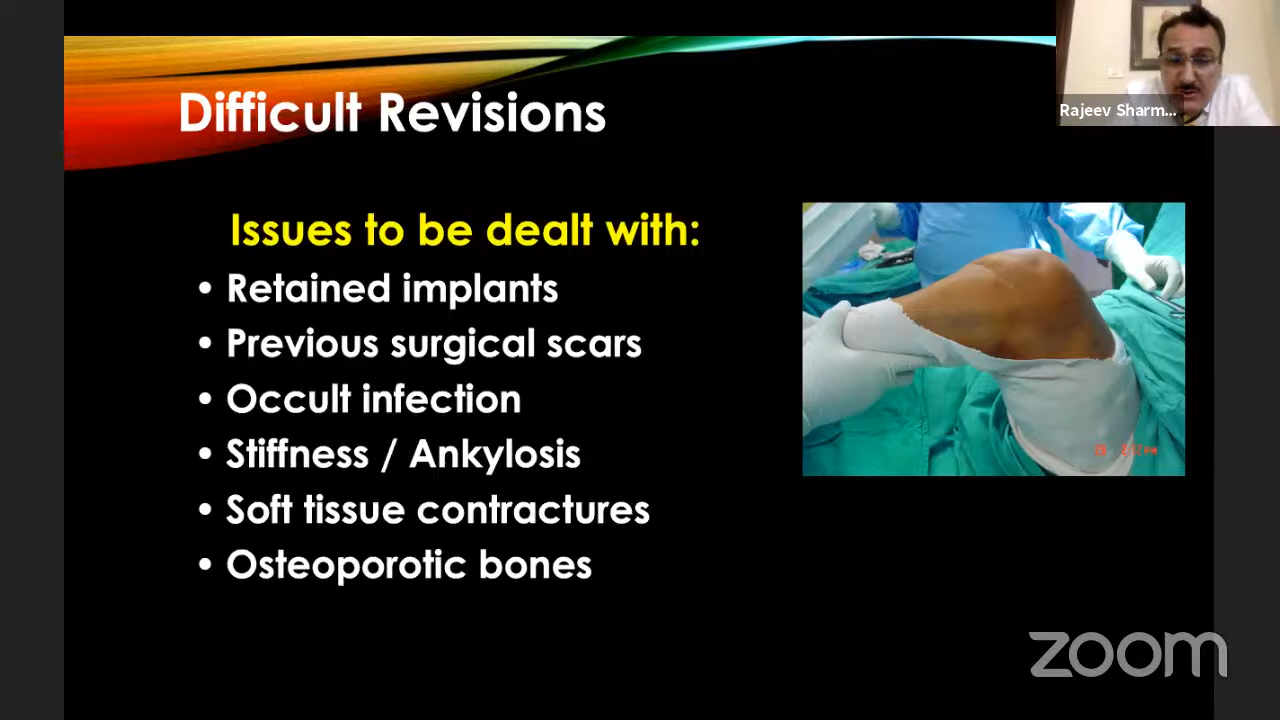 Difficult Revisions
Rajeev Sharm...
Issues to be dealt with:
• Retained implants
• Previous surgical scars
• Occult infection
• Stiffness / Ankylosis
• Soft tissue contractures
• Osteoporotic bones
zoom